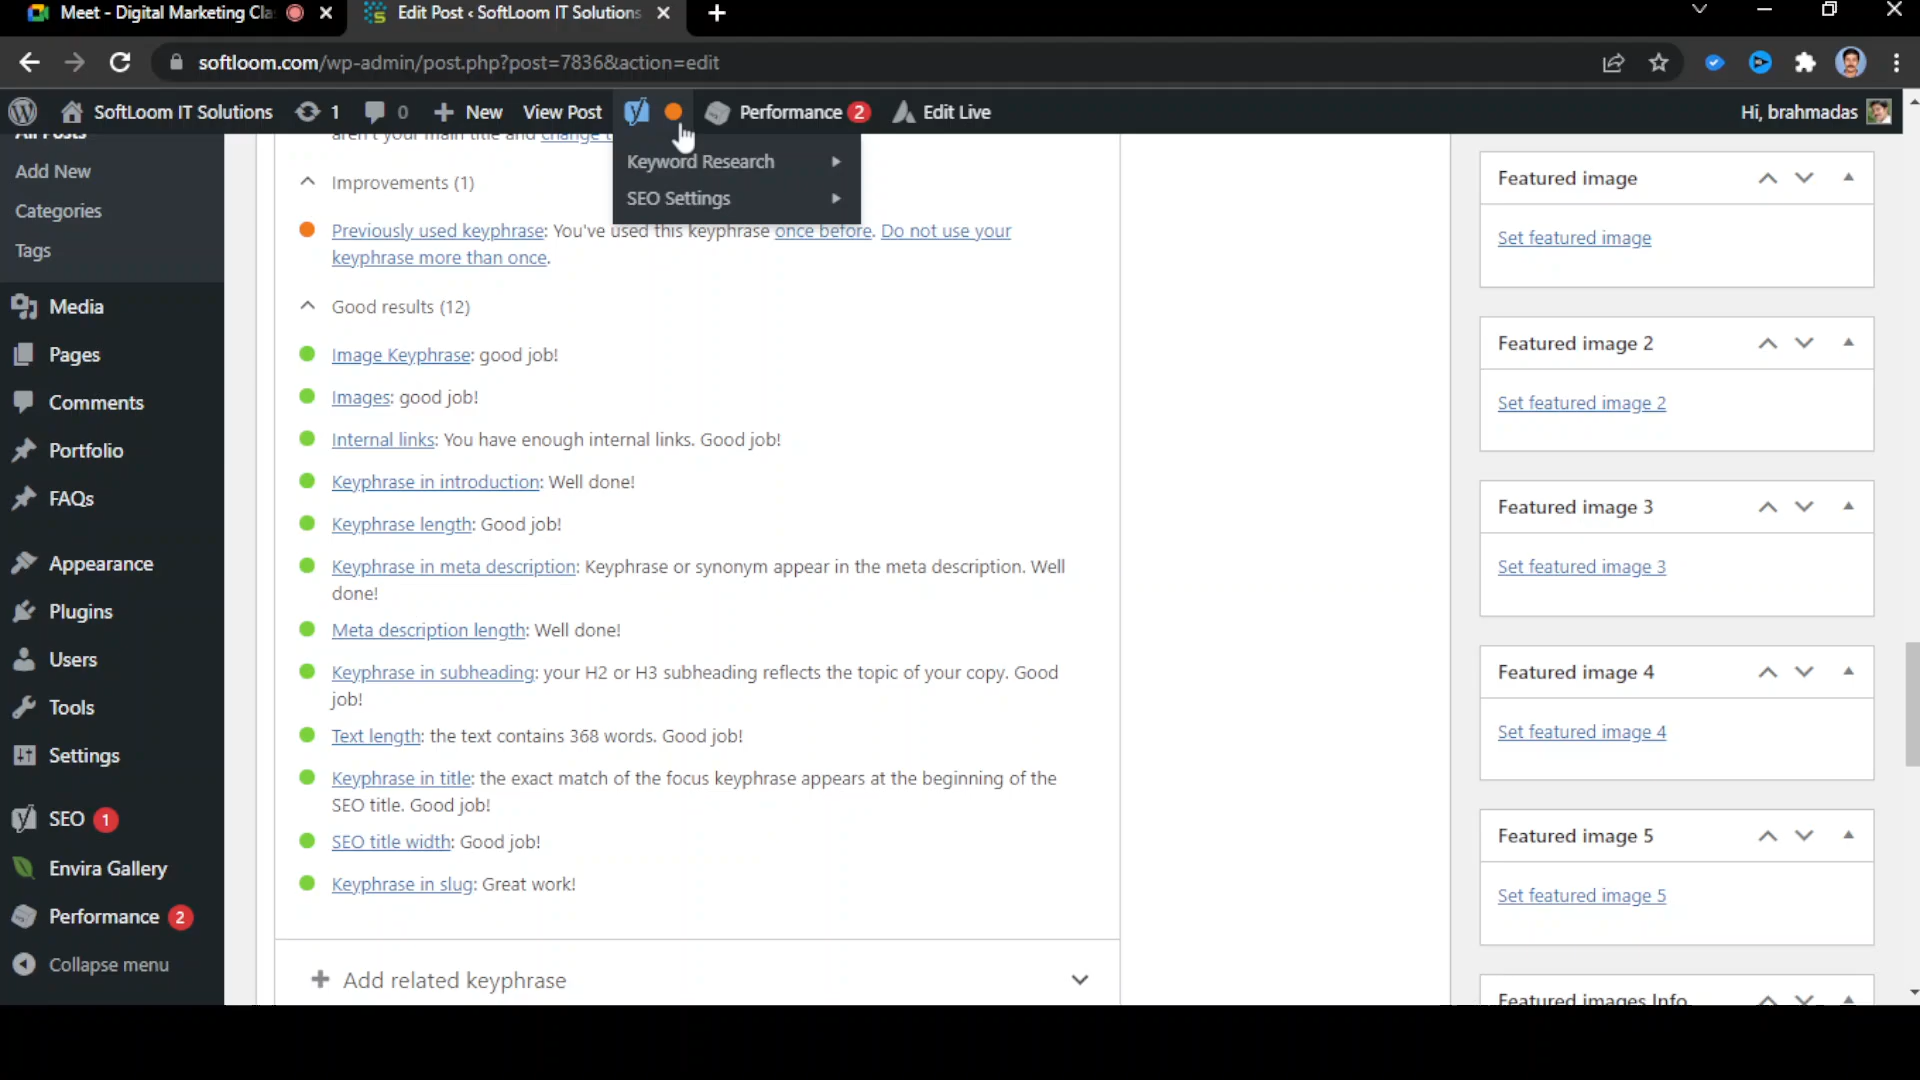 Meet - Digital Marketing Cla
Edit Post ‹ SoftLoom IT Solutions
softloom.com/wp-admin/post.php?post=7836&action=edit
SoftLoom IT Solutions
1
0
New
View Post
Performance 2
Edit Live
Hi, brahmadas
All Posts
Add New
Categories
Tags
Media
Pages
Comments
Portfolio
FAQs
Appearance
Plugins
Users
Tools
Settings
SEO 1
Envira Gallery
Performance 2
Collapse menu
aren't your main title and change t
Keyword Research
SEO Settings
Improvements (1)
Previously used keyphrase: You've used this keyphrase once before. Do not use your
keyphrase more than once.
Good results (12)
Image Keyphrase: good job!
Images: good job!
Internal links: You have enough internal links. Good job!
Keyphrase in introduction: Well done!
Keyphrase length: Good job!
Keyphrase in meta description: Keyphrase or synonym appear in the meta description. Well
done!
Meta description length: Well done!
Keyphrase in subheading: your H2 or H3 subheading reflects the topic of your copy. Good
job!
Text length: the text contains 368 words. Good job!
Keyphrase in title: the exact match of the focus keyphrase appears at the beginning of the
SEO title. Good job!
SEO title width: Good job!
Keyphrase in slug: Great work!
Add related keyphrase
Featured image
Set featured image
Featured image 2
Set featured image 2
Featured image 3
Set featured image 3
Featured image 4
Set featured image 4
Featured image 5
Set featured image 5
Featured images Info